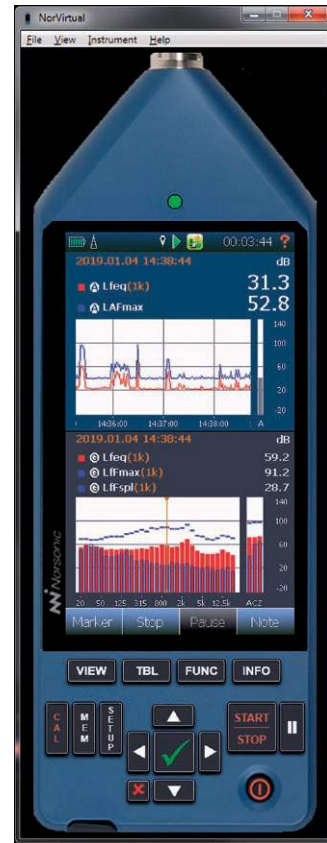 NorVirtual
File View Instrument Help
00:03:44 ?
2019.01.04 14:38:44 dB
A Lfeq(1k) 31.3
A LAFmax 52.8
140
100
60
20
-20
14:36:00 14:37:00 14:38:00 A
2019.01.04 14:38:44 dB
G Lfeq(1k) 59.2
G LfFmax(1k) 91.2
G LfFspl(1k) 28.7
140
100
60
20
-20
20 50 125 315 800 2k 5k 12.5k ACZ
Norsonic
Marker Stop Pause Note
VIEW TBL FUNC INFO
CAL MEM SETUP START
STOP